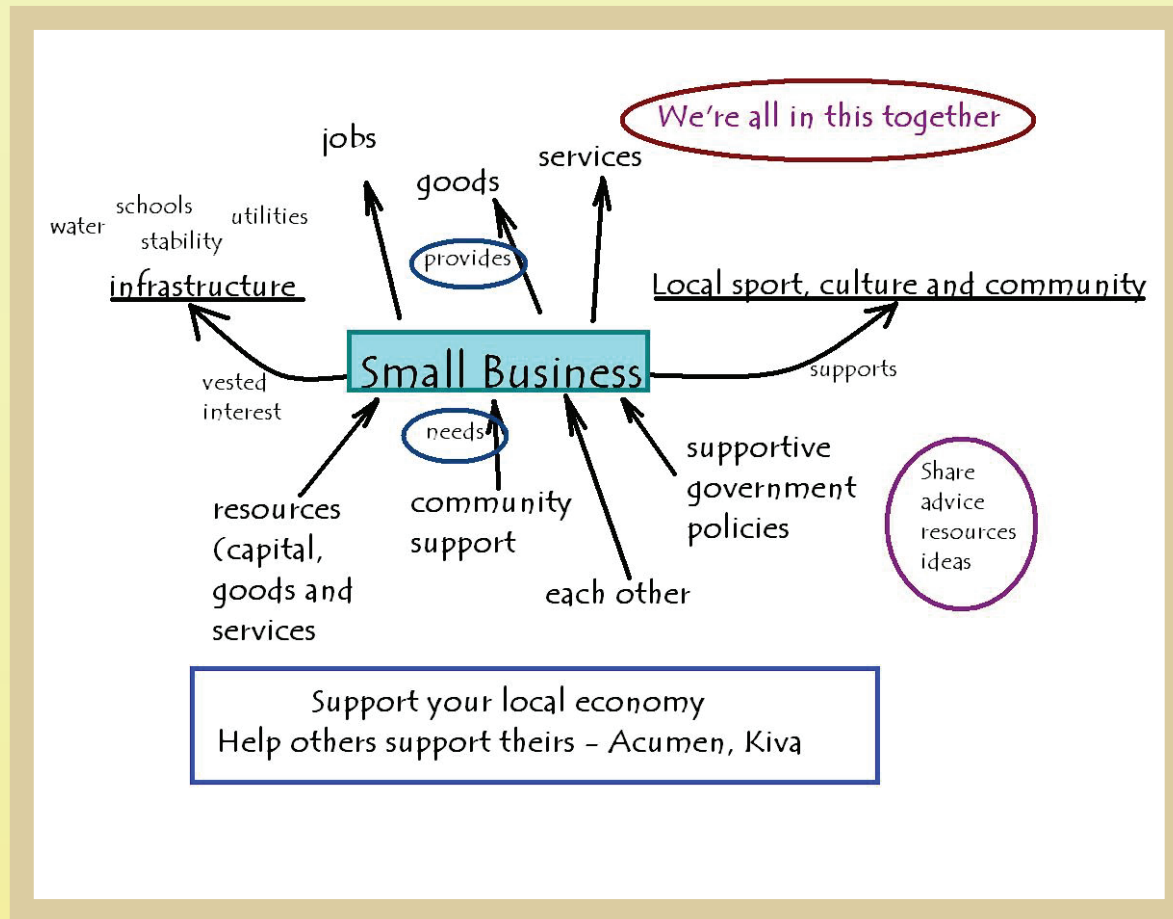 We're all in this together
jobs
services
goods
schools
utilities
water
stability
provides
infrastructure
Local sport, culture and community
Small Business
vested
interest
supports
needs
resources
(capital,
goods and
services
community
support
each other
supportive
government
policies
Share
advice
resources
ideas
Support your local economy
Help others support theirs - Acumen, Kiva